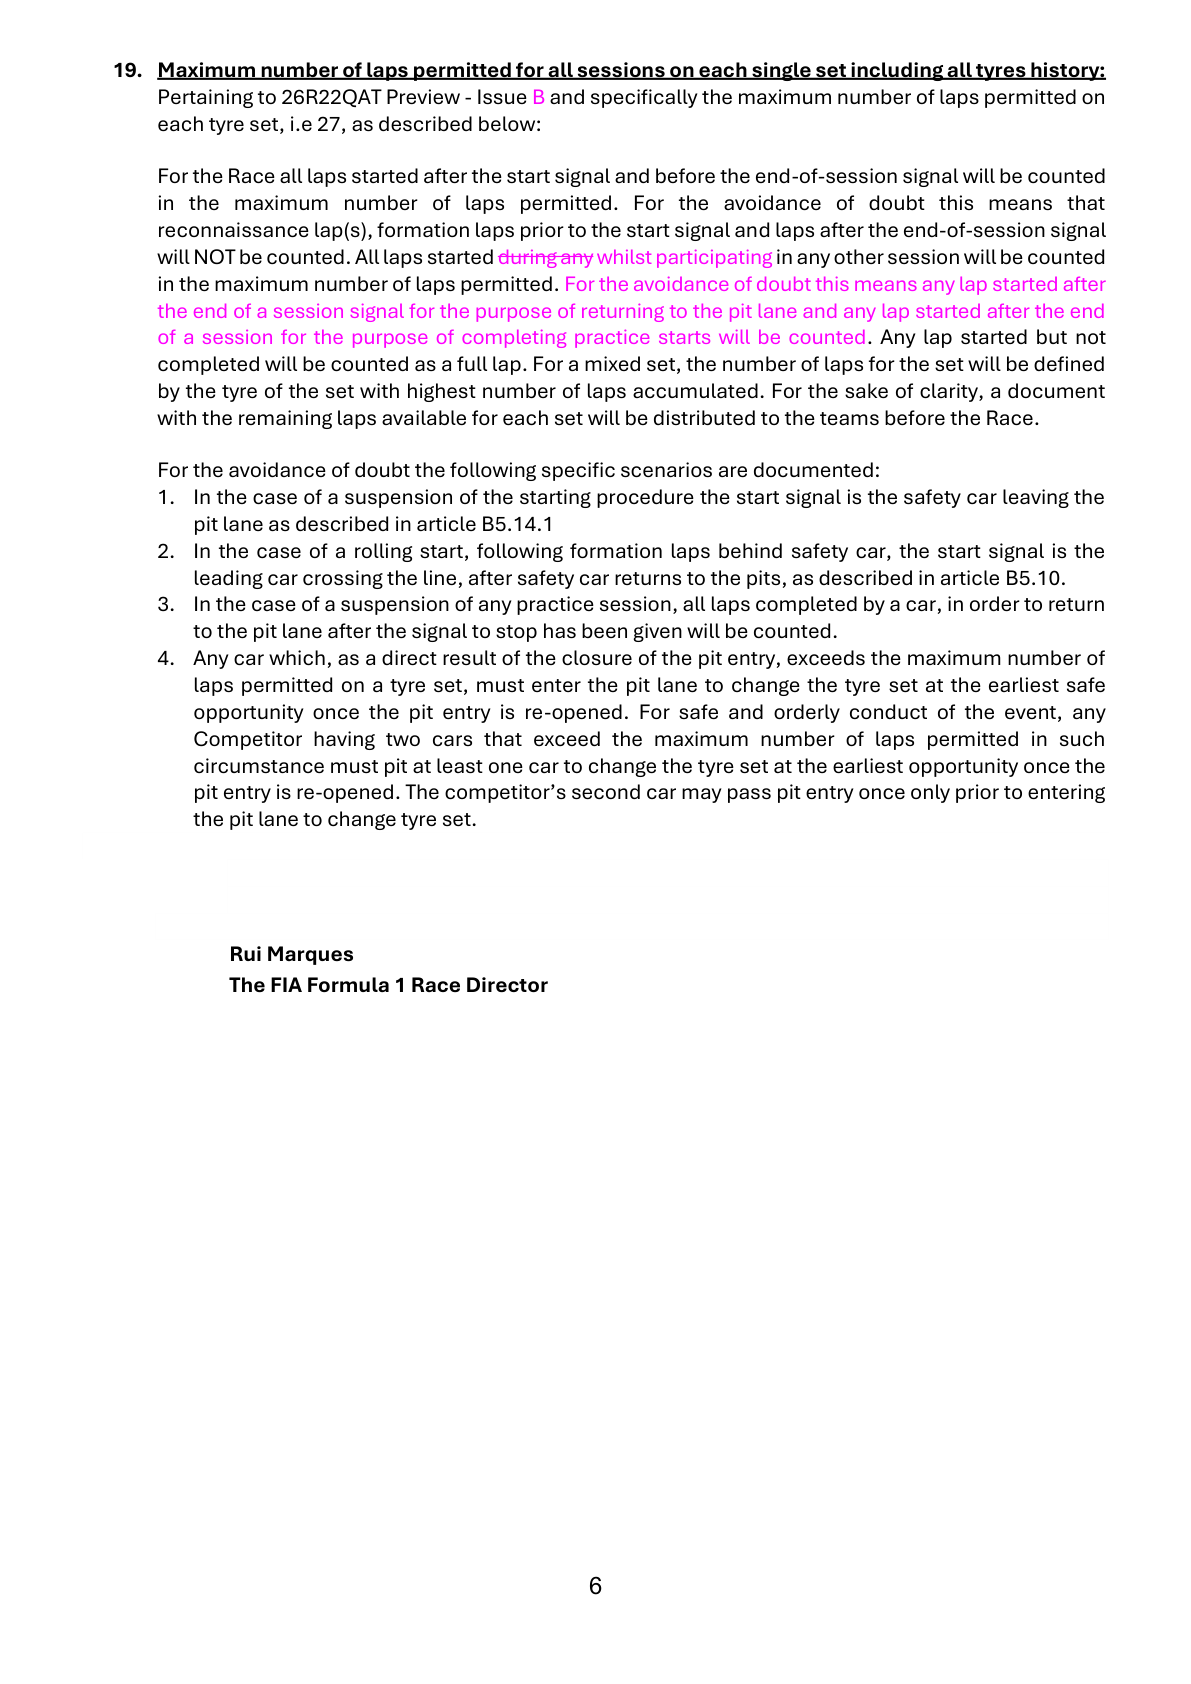 19. Maximum number of laps permitted for all sessions on each single set including all tyres history:
Pertaining to 26R22QAT Preview - Issue B and specifically the maximum number of laps permitted on
each tyre set, i.e 27, as described below:
For the Race all laps started after the start signal and before the end-of-session signal will be counted
in the maximum number of laps permitted. For the avoidance of doubt this means that
reconnaissance lap(s), formation laps prior to the start signal and laps after the end-of-session signal
will NOT be counted. All laps started during any whilst participating in any other session will be counted
in the maximum number of laps permitted. For the avoidance of doubt this means any lap started after
the end of a session signal for the purpose of returning to the pit lane and any lap started after the end
of a session for the purpose of completing practice starts will be counted. Any lap started but not
completed will be counted as a full lap. For a mixed set, the number of laps for the set will be defined
by the tyre of the set with highest number of laps accumulated. For the sake of clarity, a document
with the remaining laps available for each set will be distributed to the teams before the Race.
For the avoidance of doubt the following specific scenarios are documented:
1. In the case of a suspension of the starting procedure the start signal is the safety car leaving the
pit lane as described in article B5.14.1
2. In the case of a rolling start, following formation laps behind safety car, the start signal is the
leading car crossing the line, after safety car returns to the pits, as described in article B5.10.
3. In the case of a suspension of any practice session, all laps completed by a car, in order to return
to the pit lane after the signal to stop has been given will be counted.
4. Any car which, as a direct result of the closure of the pit entry, exceeds the maximum number of
laps permitted on a tyre set, must enter the pit lane to change the tyre set at the earliest safe
opportunity once the pit entry is re-opened. For safe and orderly conduct of the event, any
Competitor having two cars that exceed the maximum number of laps permitted in such
circumstance must pit at least one car to change the tyre set at the earliest opportunity once the
pit entry is re-opened. The competitor's second car may pass pit entry once only prior to entering
the pit lane to change tyre set.
Rui Marques
The FIA Formula 1 Race Director
6